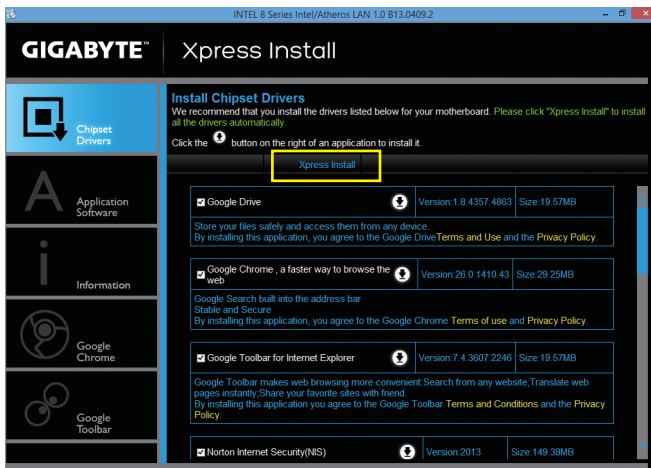 INTEL 8 Series Intel/Atheros LAN 1.0 B13.0409.2
GIGABYTE™
Xpress Install
Chipset
Drivers
Application
Software
Information
Google
Chrome
Google
Toolbar
Install Chipset Drivers
We recommend that you install the drivers listed below for your motherboard. Please click "Xpress Install" to install
all the drivers automatically.
Click the button on the right of an application to install it.
Xpress Install
Google Drive Version:1.8.4357.4863 Size:19.57MB
Store your files safely and access them from any device.
By installing this application, you agree to the Google DriveTerms and Use and the Privacy Policy.
Google Chrome , a faster way to browse the
web Version:26.0.1410.43 Size:29.25MB
Google Search built into the address bar
Stable and Secure
By installing this application, you agree to the Google Chrome Terms of use and Privacy Policy.
Google Toolbar for Internet Explorer Version:7.4.3607.2246 Size:19.57MB
Google Toolbar makes web browsing more convenient:Search from any website;Translate web
pages instantly;Share your favorite sites with friend.
By installing this application you agree to the Google Toolbar Terms and Conditions and the Privacy
Policy.
Norton Internet Security(NIS) Version:2013 Size:149.38MB